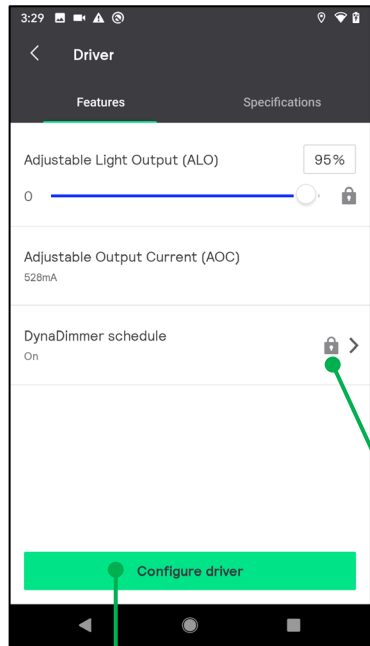 3:29
Driver
Features
Specifications
Adjustable Light Output (ALO)
95%
0
Adjustable Output Current (AOC)
528mA
DynaDimmer schedule
On
Configure driver